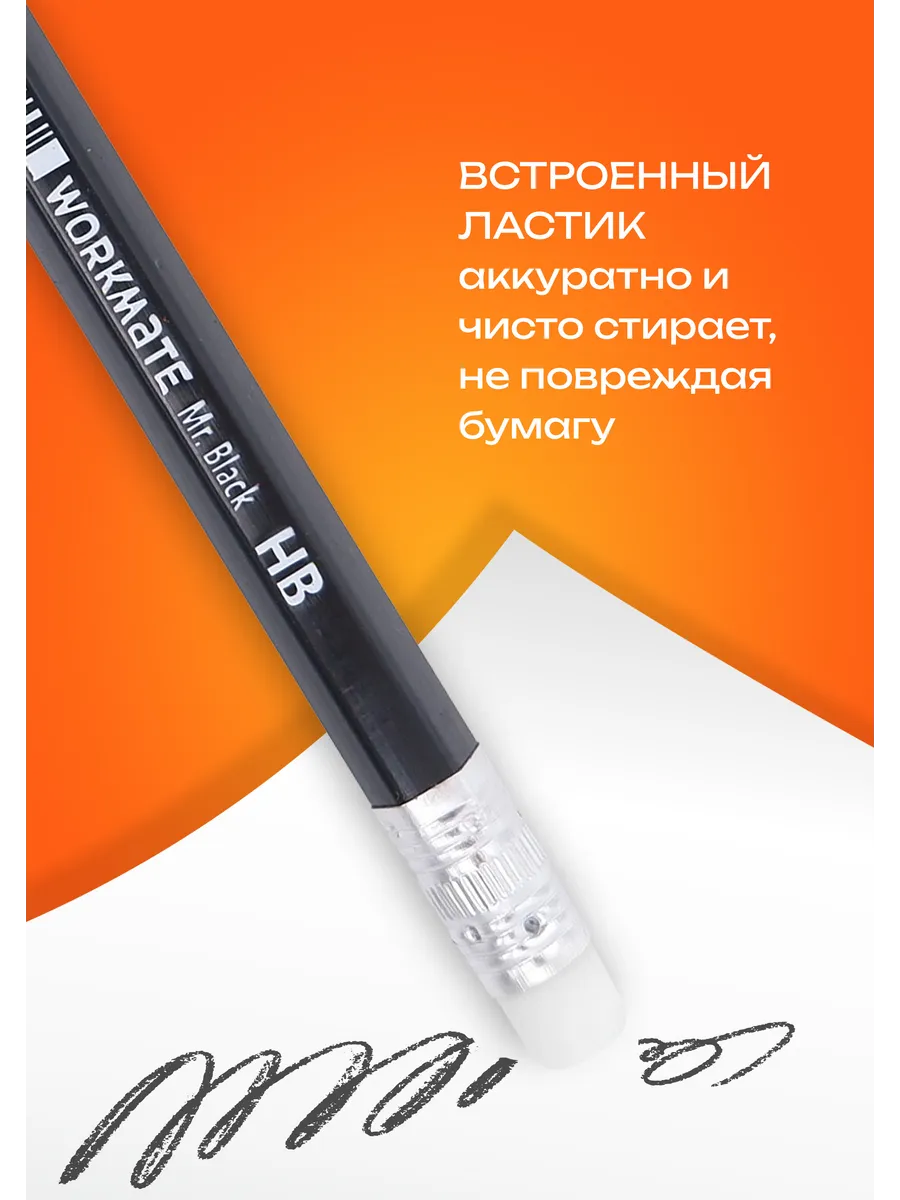 ВСТРОЕННЫЙ
ЛАСТИК
аккуратно и
чисто стирает,
не повреждая
бумагу
WORKMATE Mr. Black HB